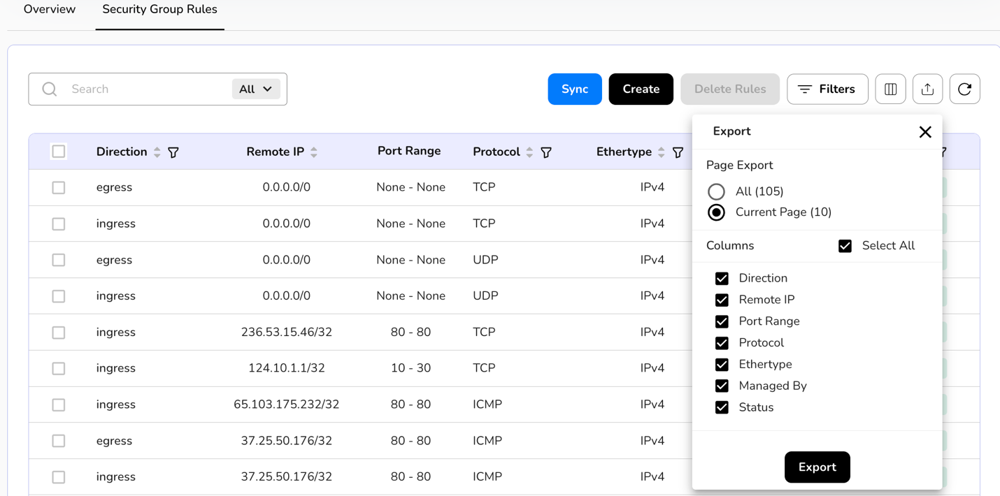 Overview Security Group Rules
Search All Sync Create Delete Rules Filters
Export
Direction Remote IP Port Range Protocol Ethertype
Page Export
All (105)
Current Page (10)
Columns Select All
Direction
Remote IP
Port Range
Protocol
Ethertype
Managed By
Status
Export
egress 0.0.0.0/0 None - None TCP IPv4
ingress 0.0.0.0/0 None - None TCP IPv4
egress 0.0.0.0/0 None - None UDP IPv4
ingress 0.0.0.0/0 None - None UDP IPv4
ingress 236.53.15.46/32 80 - 80 TCP IPv4
ingress 124.10.1.1/32 10 - 30 TCP IPv4
ingress 65.103.175.232/32 80 - 80 ICMP IPv4
egress 37.25.50.176/32 80 - 80 ICMP IPv4
ingress 37.25.50.176/32 80 - 80 ICMP IPv4